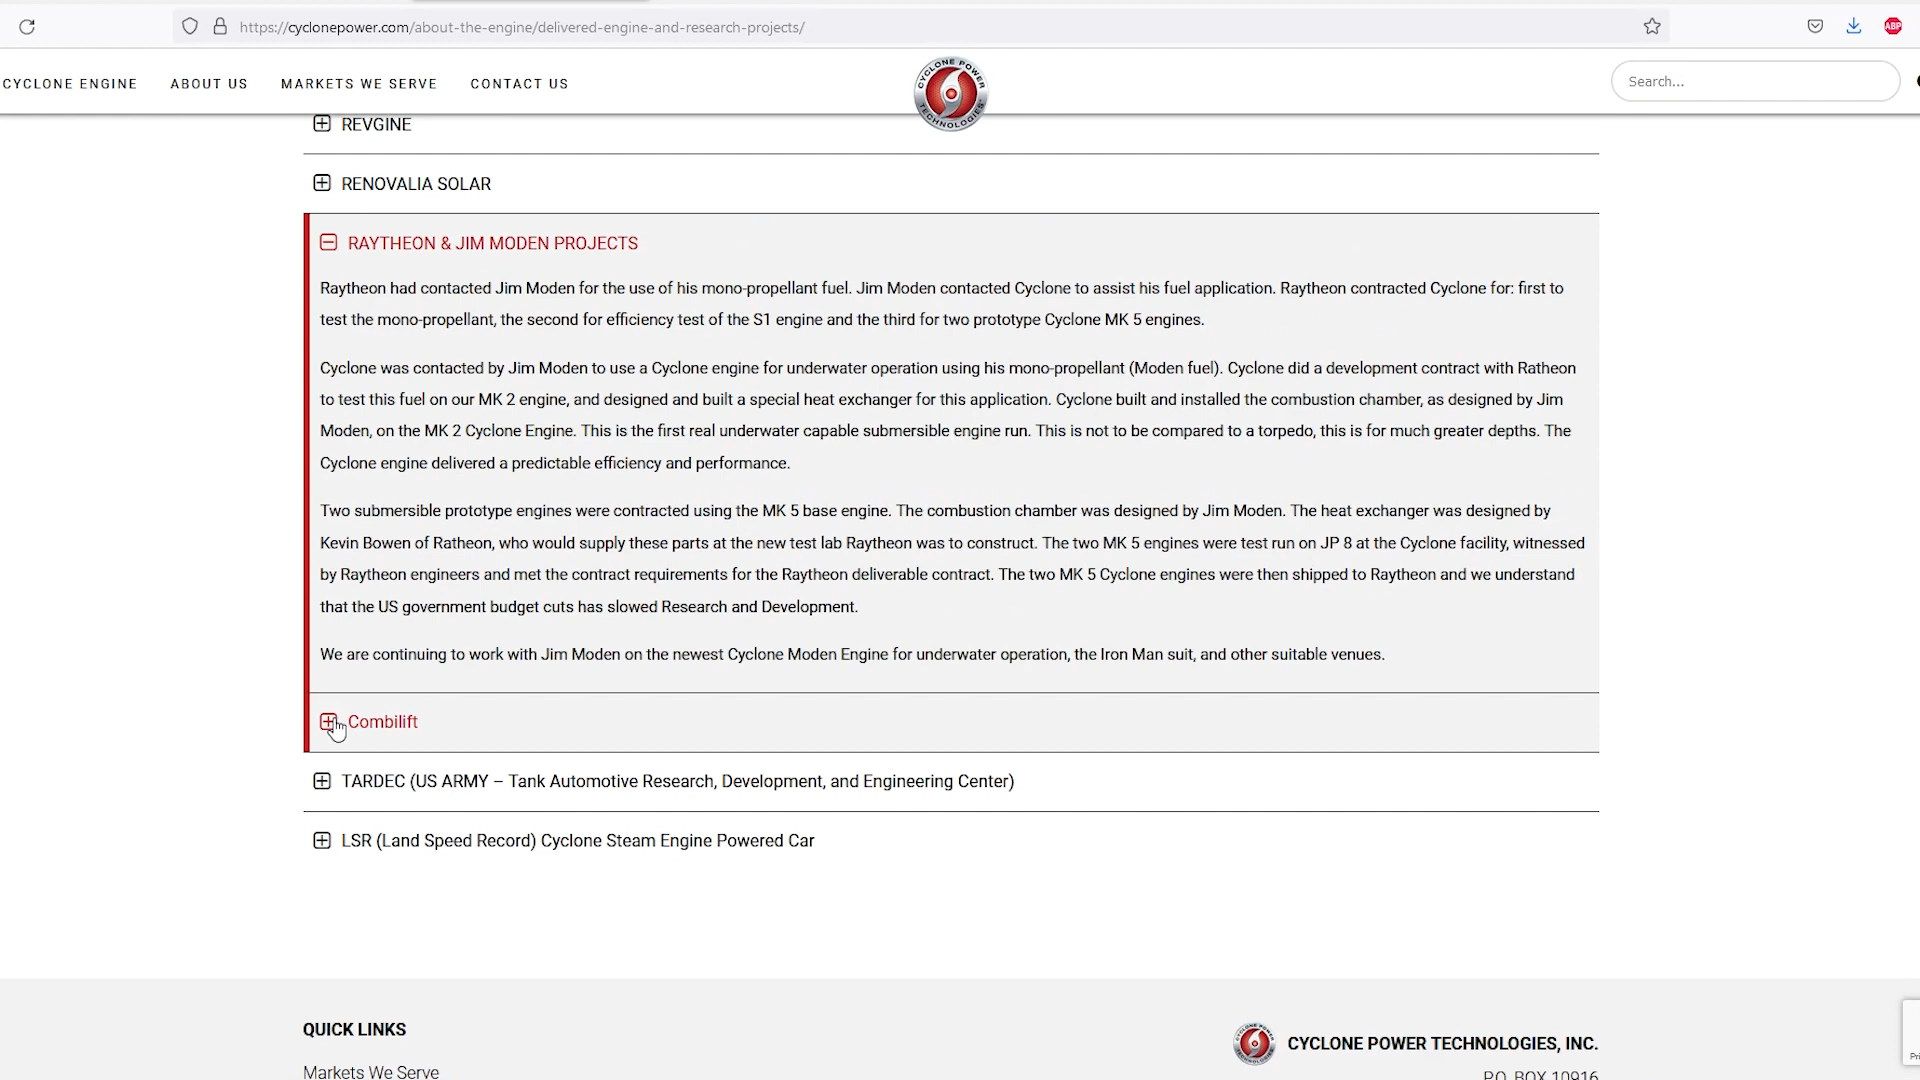 https://cyclonepower.com/about-the-engine/delivered-engine-and-research-projects/
ABP
CYCLONE ENGINE ABOUT US MARKETS WE SERVE CONTACT US
CYCLONE POWER TECHNOLOGIES
Search...
REVGINE
RENOVALIA SOLAR
RAYTHEON & JIM MODEN PROJECTS
Raytheon had contacted Jim Moden for the use of his mono-propellant fuel. Jim Moden contacted Cyclone to assist his fuel application. Raytheon contracted Cyclone for: first to
test the mono-propellant, the second for efficiency test of the S1 engine and the third for two prototype Cyclone MK 5 engines.
Cyclone was contacted by Jim Moden to use a Cyclone engine for underwater operation using his mono-propellant (Moden fuel). Cyclone did a development contract with Ratheon
to test this fuel on our MK 2 engine, and designed and built a special heat exchanger for this application. Cyclone built and installed the combustion chamber, as designed by Jim
Moden, on the MK 2 Cyclone Engine. This is the first real underwater capable submersible engine run. This is not to be compared to a torpedo, this is for much greater depths. The
Cyclone engine delivered a predictable efficiency and performance.
Two submersible prototype engines were contracted using the MK 5 base engine. The combustion chamber was designed by Jim Moden. The heat exchanger was designed by
Kevin Bowen of Ratheon, who would supply these parts at the new test lab Raytheon was to construct. The two MK 5 engines were test run on JP 8 at the Cyclone facility, witnessed
by Raytheon engineers and met the contract requirements for the Raytheon deliverable contract. The two MK 5 Cyclone engines were then shipped to Raytheon and we understand
that the US government budget cuts has slowed Research and Development.
We are continuing to work with Jim Moden on the newest Cyclone Moden Engine for underwater operation, the Iron Man suit, and other suitable venues.
Combilift
TARDEC (US ARMY – Tank Automotive Research, Development, and Engineering Center)
LSR (Land Speed Record) Cyclone Steam Engine Powered Car
QUICK LINKS
CYCLONE POWER TECHNOLOGIES, INC.
Markets We Serve
P.O. BOX 10916
Pri